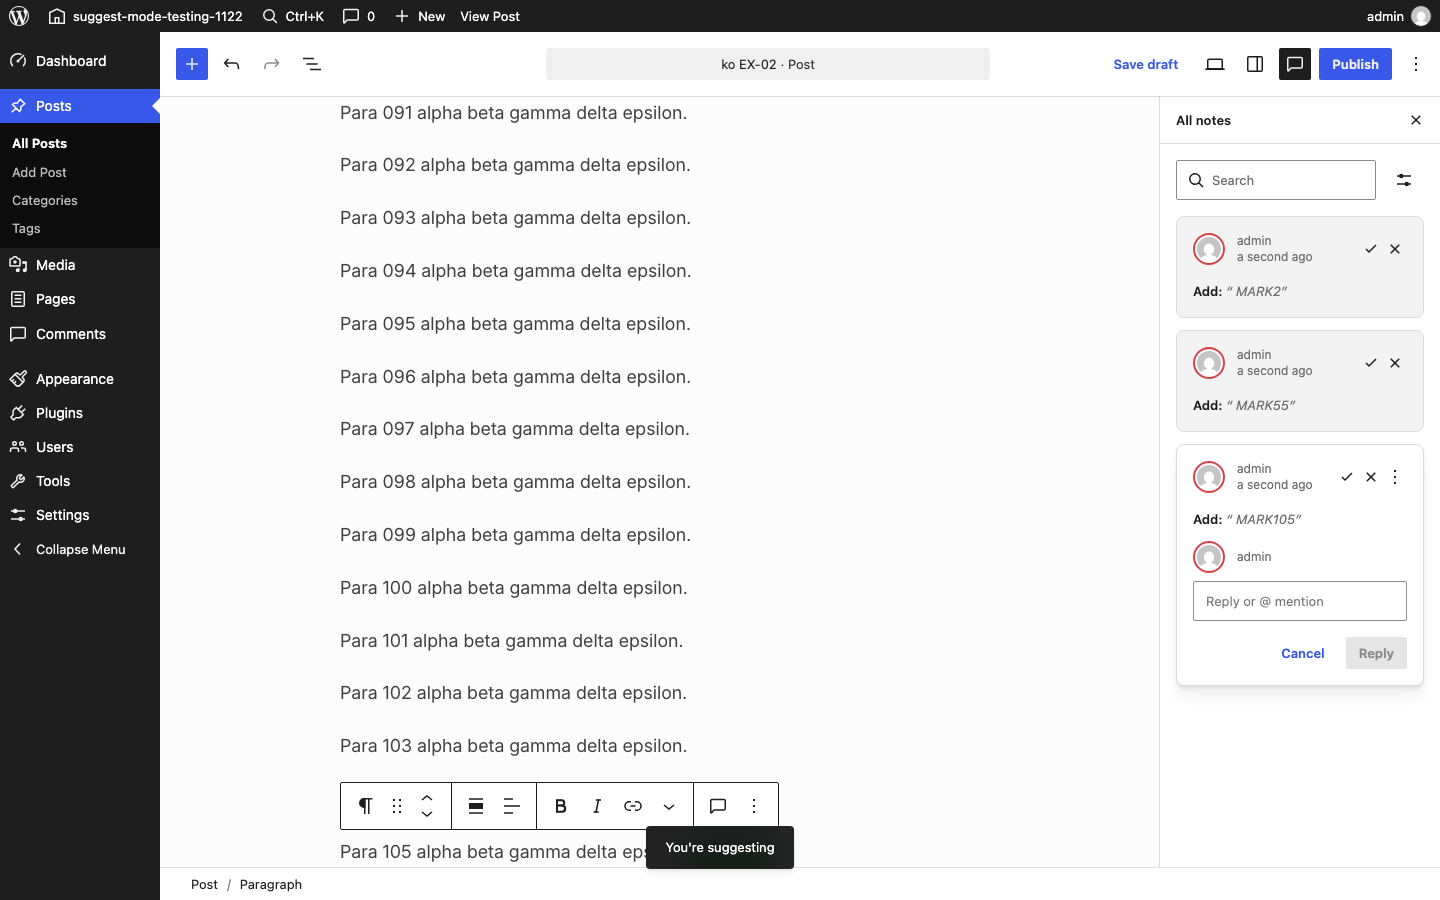 suggest-mode-testing-1122
Ctrl+K
0
New
View Post
admin
Dashboard
Posts
All Posts
Add Post
Categories
Tags
Media
Pages
Comments
Appearance
Plugins
Users
Tools
Settings
Collapse Menu
ko EX-02 · Post
Save draft
Publish
Para 091 alpha beta gamma delta epsilon.
Para 092 alpha beta gamma delta epsilon.
Para 093 alpha beta gamma delta epsilon.
Para 094 alpha beta gamma delta epsilon.
Para 095 alpha beta gamma delta epsilon.
Para 096 alpha beta gamma delta epsilon.
Para 097 alpha beta gamma delta epsilon.
Para 098 alpha beta gamma delta epsilon.
Para 099 alpha beta gamma delta epsilon.
Para 100 alpha beta gamma delta epsilon.
Para 101 alpha beta gamma delta epsilon.
Para 102 alpha beta gamma delta epsilon.
Para 103 alpha beta gamma delta epsilon.
B I
Para 105 alpha beta gamma delta eps
You're suggesting
Post / Paragraph
All notes
Search
admin
a second ago
Add: “ MARK2”
admin
a second ago
Add: “ MARK55”
admin
a second ago
Add: “ MARK105”
admin
Reply or @ mention
Cancel
Reply